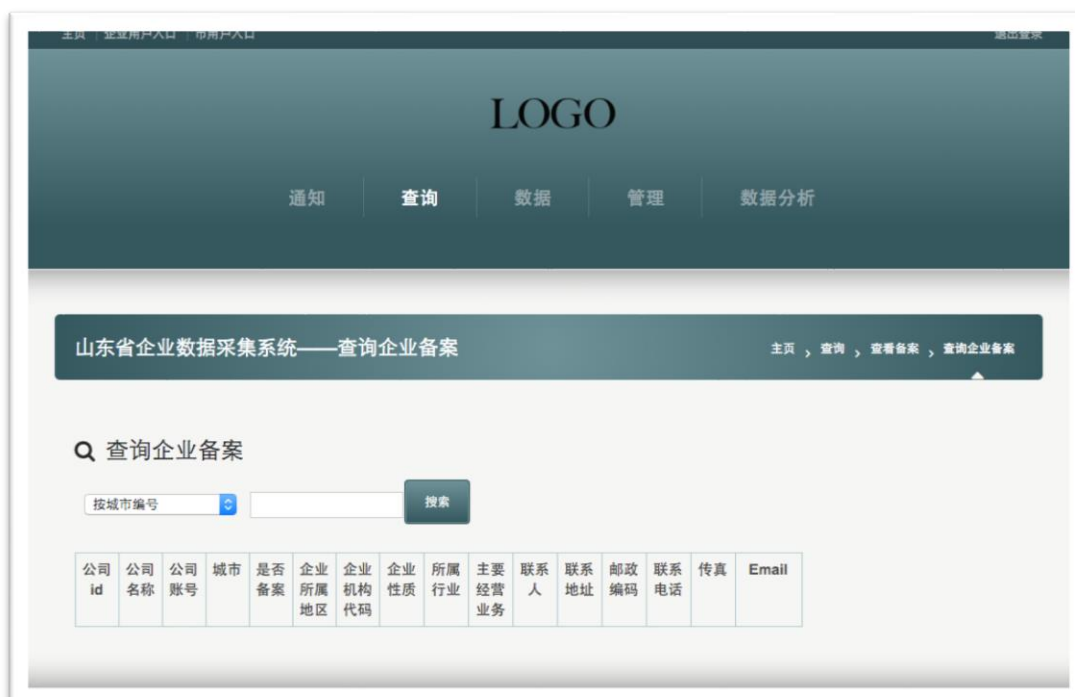 主页 企业用户入口 市用户入口 退出登录
LOGO
通知 查询 数据 管理 数据分析
山东省企业数据采集系统——查询企业备案 主页 > 查询 > 查看备案 > 查询企业备案
查询企业备案
按城市编号 搜索
公司 公司 公司 城市 是否 企业 企业 企业 所属 主要 联系 联系 邮政 联系 传真 Email
id 名称 账号 备案 所属 机构 性质 行业 经营 人 地址 编码 电话
地区 代码 业务